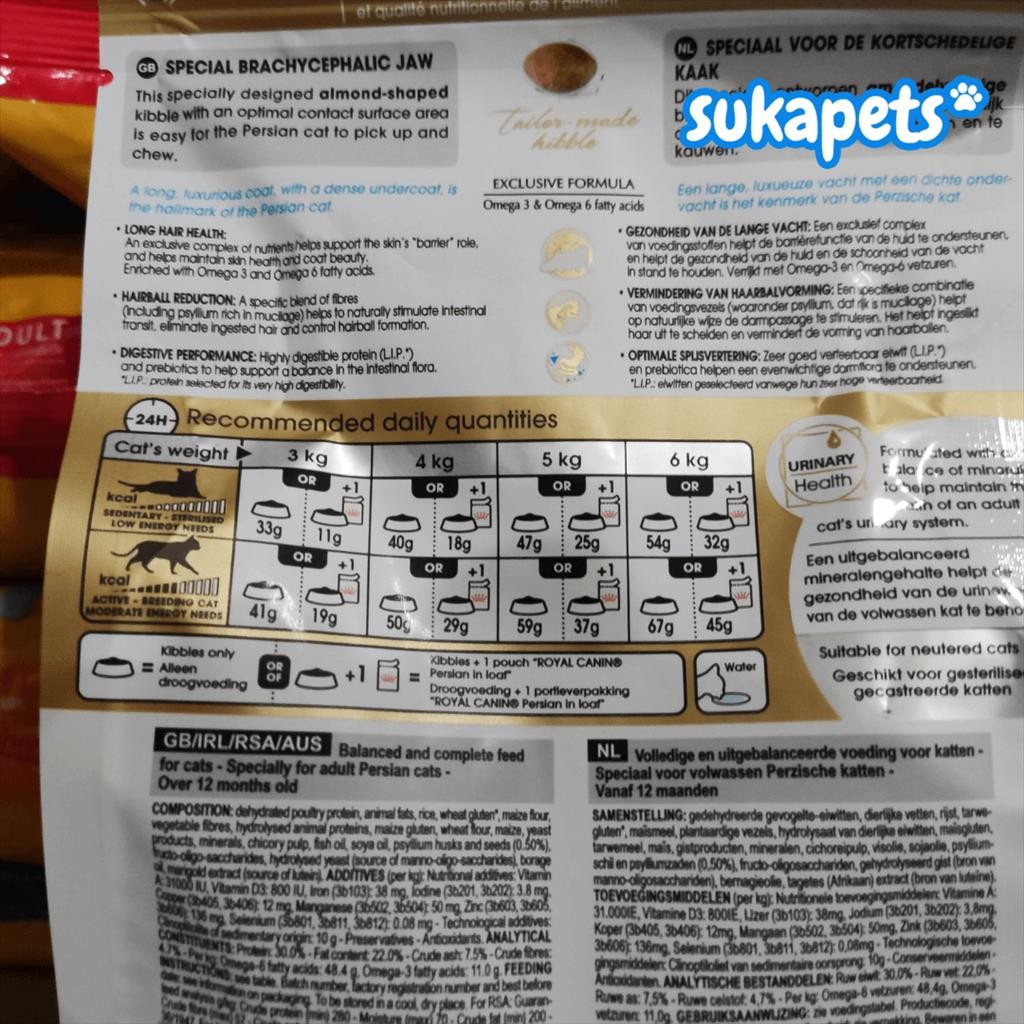 et qualité nutritionnelle de l'aliment
GB SPECIAL BRACHYCEPHALIC JAW
This specially designed almond-shaped
kibble with an optimal contact surface area
is easy for the Persian cat to pick up and
chew.
Tailor-made
kibble
NL SPECIAAL VOOR DE KORTSCHEDELIGE
KAAK
sukapets
en te
kauwen.
A long, luxurious coat, with a dense undercoat, is
the hallmark of the Persian cat.
EXCLUSIVE FORMULA
Omega 3 & Omega 6 fatty acids
Een lange, luxueuze vacht met een dichte onder-
vacht is het kenmerk van de Perzische kat.
• LONG HAIR HEALTH:
An exclusive complex of nutrients helps support the skin's "barrier" role,
and helps maintain skin health and coat beauty.
Enriched with Omega 3 and Omega 6 fatty acids.
• HAIRBALL REDUCTION: A specific blend of fibres
(including psyllium rich in mucilage) helps to naturally stimulate intestinal
transit, eliminate ingested hair and control hairball formation.
• DIGESTIVE PERFORMANCE: Highly digestible protein (L.I.P.*)
and prebiotics to help support a balance in the intestinal flora.
*L.I.P.: protein selected for its very high digestibility.
• GEZONDHEID VAN DE LANGE VACHT: Een exclusief complex
van voedingsstoffen helpt de barrièrefunctie van de huid te ondersteunen,
en helpt de gezondheid van de huid en de schoonheid van de vacht
in stand te houden. Verrijkt met Omega-3 en Omega-6 vetzuren.
• VERMINDERING VAN HAARBALVORMING: Een specifieke combinatie
van voedingsvezels (waaronder psyllium, dat rijk is mucilage) helpt
op natuurlijke wijze de darmpassage te stimuleren. Het helpt ingeslikt
haar uit te scheiden en vermindert de vorming van haarballen.
• OPTIMALE SPIJSVERTERING: Zeer goed verteerbaar eiwit (L.I.P.*)
en prebiotica helpen een evenwichtige darmflora te ondersteunen.
*L.I.P.: eiwitten geselecteerd vanwege hun zeer hoge verteerbaarheid.
DULT
24H Recommended daily quantities
Cat's weight 3 kg 4 kg 5 kg 6 kg
kcal
SEDENTARY - STERILISED
LOW ENERGY NEEDS
OR +1 OR +1 OR +1 OR +1
33g 11g 40g 18g 47g 25g 54g 32g
kcal
ACTIVE - BREEDING CAT
MODERATE ENERGY NEEDS
OR +1 OR +1 OR +1 OR +1
41g 19g 50g 29g 59g 37g 67g 45g
URINARY
Health
Formulated with a
balance of minerals
to help maintain
of an adult
cat's urinary system.
Een uitgebalanceerd
mineralengehalte helpt de
gezondheid van de urinew
van de volwassen kat te beho
Suitable for neutered cats
Geschikt voor gesterilise
gecastreerde katten
= Kibbles only
Alleen
droogvoeding
OR
OF
+1 = Kibbles + 1 pouch "ROYAL CANIN®
Persian in loaf"
Droogvoeding + 1 portieverpakking
"ROYAL CANIN® Persian in loaf"
Water
GB/IRL/RSA/AUS Balanced and complete feed
for cats - Specially for adult Persian cats -
Over 12 months old
COMPOSITION: dehydrated poultry protein, animal fats, rice, wheat gluten*, maize flour,
vegetable fibres, hydrolysed animal proteins, maize gluten, wheat flour, maize, yeast
products, minerals, chicory pulp, fish oil, soya oil, psyllium husks and seeds (0.50%),
fructo-oligo-saccharides, hydrolysed yeast (source of manno-oligo-saccharides), borage
oil, marigold extract (source of lutein). ADDITIVES (per kg): Nutritional additives: Vitamin
A: 31000 IU, Vitamin D3: 800 IU, Iron (3b103): 38 mg, Iodine (3b201, 3b202): 3.8 mg,
Copper (3b405, 3b406): 12 mg, Manganese (3b502, 3b504): 50 mg, Zinc (3b603, 3b605,
3b606): 136 mg, Selenium (3b801, 3b811, 3b812): 0.08 mg - Technological additives:
Clinoptilolite of sedimentary origin: 10 g - Preservatives - Antioxidants. ANALYTICAL
CONSTITUENTS: Protein: 30.0% - Fat content: 22.0% - Crude ash: 7.5% - Crude fibres:
4.7% - Per kg: Omega-6 fatty acids: 48.4 g, Omega-3 fatty acids: 11.0 g. FEEDING
INSTRUCTIONS: see table. Batch number, factory registration number and best before
date: see information on packaging. To be stored in a cool, dry place. For RSA: Guaran-
Crude protein (min) 280 - Moisture (max) 70 - Crude fat (min) 200 -
NL Volledige en uitgebalanceerde voeding voor katten -
Speciaal voor volwassen Perzische katten -
Vanaf 12 maanden
SAMENSTELLING: gedehydreerde gevogelte-eiwitten, dierlijke vetten, rijst, tarwe-
gluten*, maïsmeel, plantaardige vezels, hydrolysaat van dierlijke eiwitten, maïsgluten,
tarwemeel, maïs, gistproducten, mineralen, cichoreipulp, visolie, sojaolie, psyllium-
schil en psylliumzaden (0,50%), fructo-oligosacchariden, gehydrolyseerd gist (bron van
manno-oligosacchariden), bernagieolie, tagetes (Afrikaan) extract (bron van luteïne).
TOEVOEGINGSMIDDELEN (per kg): Nutritionele toevoegingsmiddelen: Vitamine A:
31.000IE, Vitamine D3: 800IE, IJzer (3b103): 38mg, Jodium (3b201, 3b202): 3,8mg,
Koper (3b405, 3b406): 12mg, Mangaan (3b502, 3b504): 50mg, Zink (3b603, 3b605,
3b606): 136mg, Selenium (3b801, 3b811, 3b812): 0,08mg - Technologische toevoe-
gingsmiddelen: Clinoptiloliet van sedimentaire oorsprong: 10g - Conserveermiddelen -
Antioxidanten. ANALYTISCHE BESTANDDELEN: Ruw eiwit: 30,0% - Ruw vet: 22,0% -
Ruwe as: 7,5% - Ruwe celstof: 4,7% - Per kg: Omega-6 vetzuren: 48,4g, Omega-3
vetzuren: 11,0g. GEBRUIKSAANWIJZING: zie voedingstabel. Productiecode, regi-
Bewaren in een